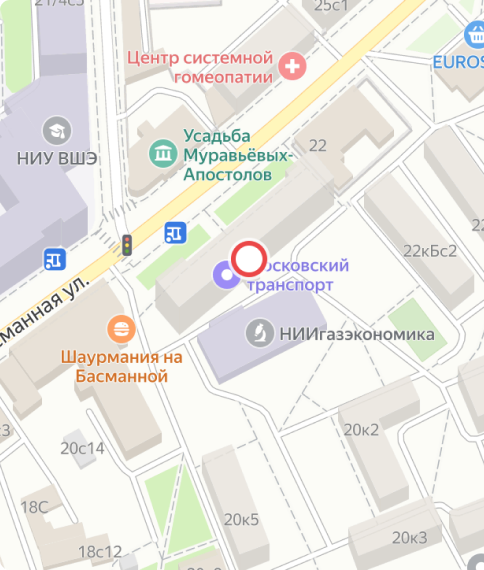 21/4с5
25с1
Центр системной
гомеопатии
EUROS
НИУ ВШЭ
Усадьба
Муравьёвых-
Апостолов
22
22кБс2
сманная ул.
осковский
транспорт
НИИгазэкономика
Шаурмания на
Басманной
20с14
20к2
18С
18с12
20к5
20к3